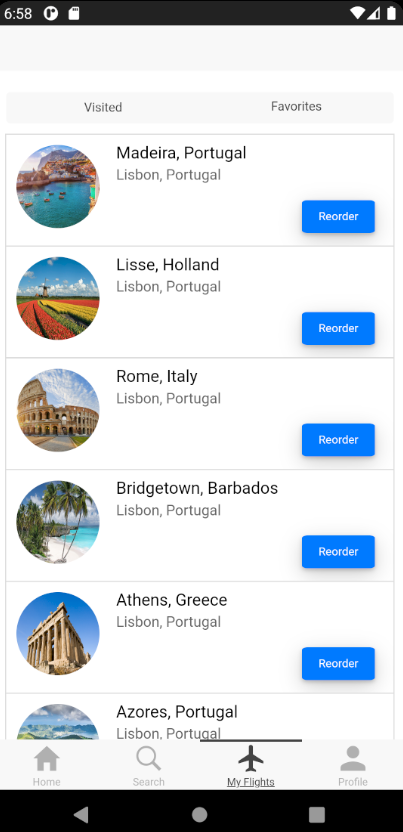 6:58
Visited
Favorites
Madeira, Portugal
Lisbon, Portugal
Reorder
Lisse, Holland
Lisbon, Portugal
Reorder
Rome, Italy
Lisbon, Portugal
Reorder
Bridgetown, Barbados
Lisbon, Portugal
Reorder
Athens, Greece
Lisbon, Portugal
Reorder
Azores, Portugal
Lisbon, Portugal
Home
Search
My Flights
Profile